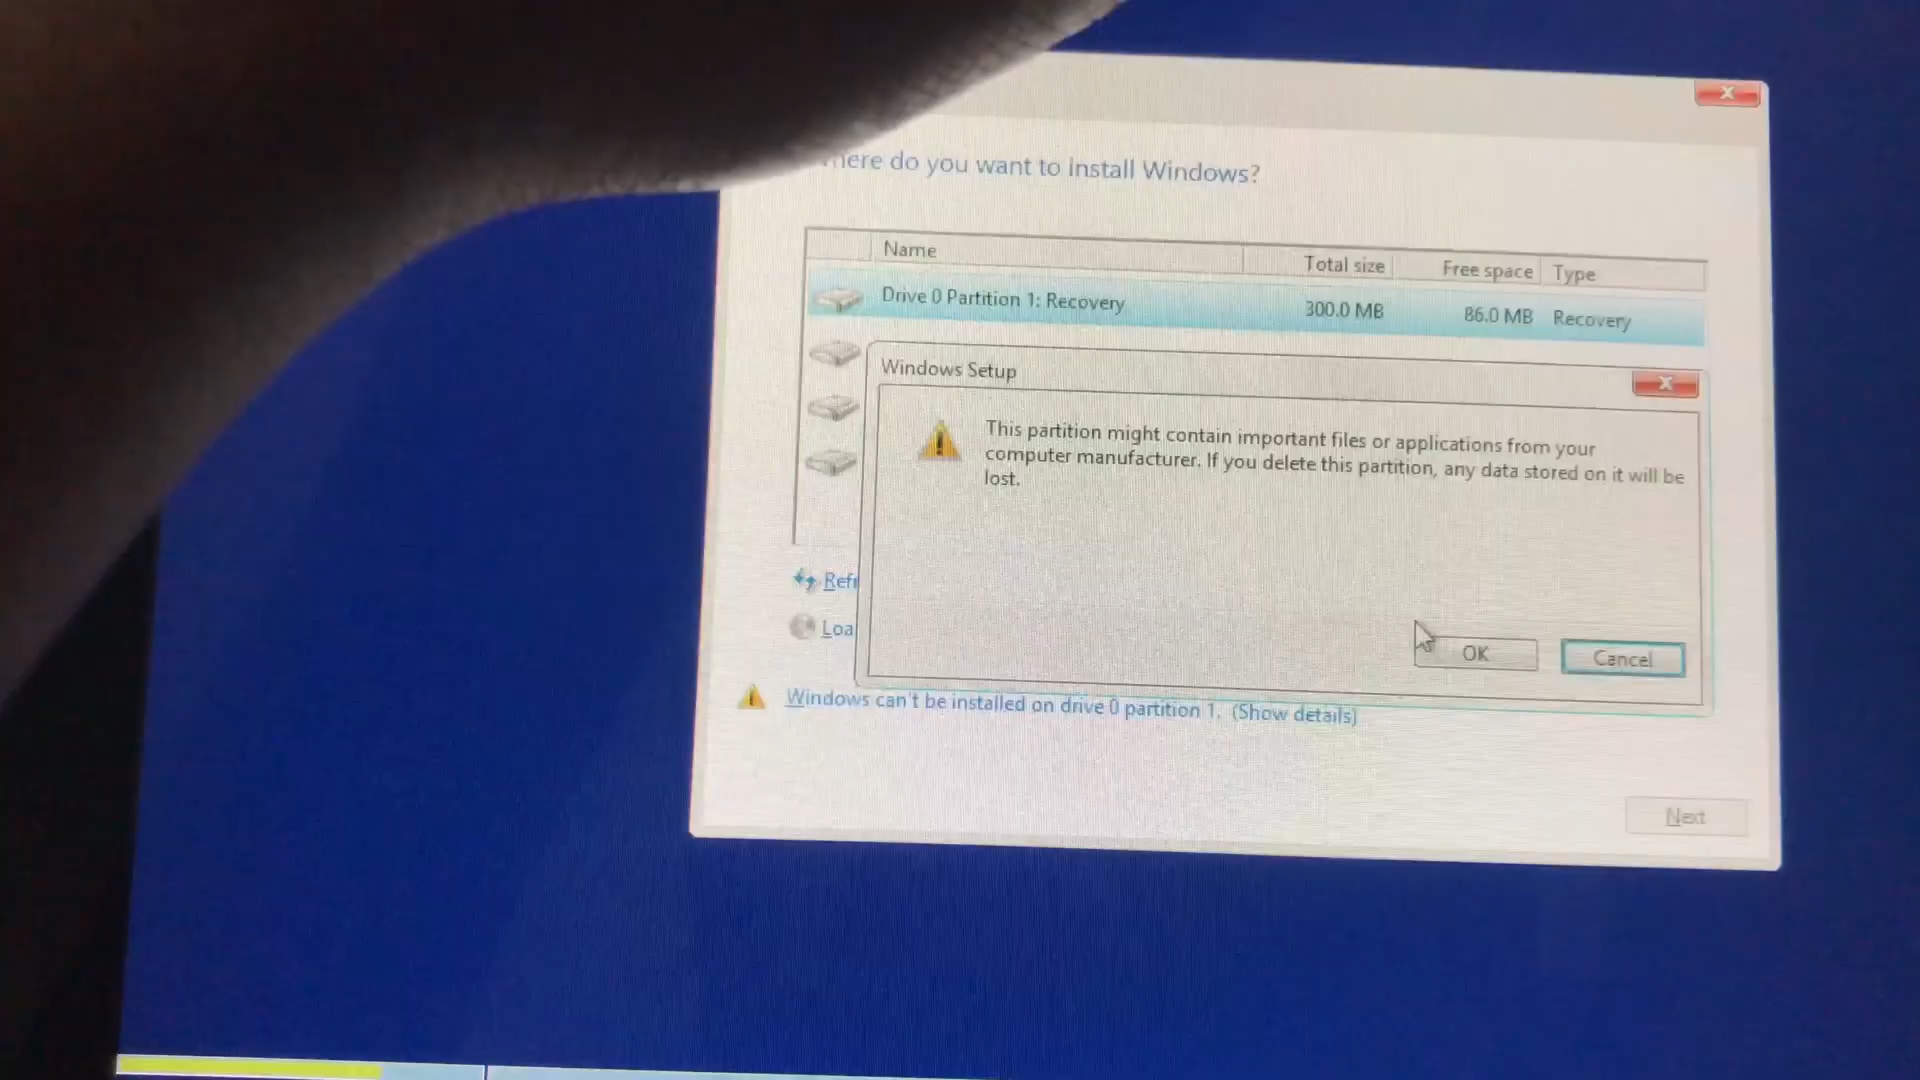 do you want to install Windows?
Name Total size Free space Type
Drive 0 Partition 1: Recovery 300.0 MB 86.0 MB Recovery
Windows Setup
This partition might contain important files or applications from your
computer manufacturer. If you delete this partition, any data stored on it will be
lost.
OK Cancel
Windows can't be installed on drive 0 partition 1. (Show details)
Next